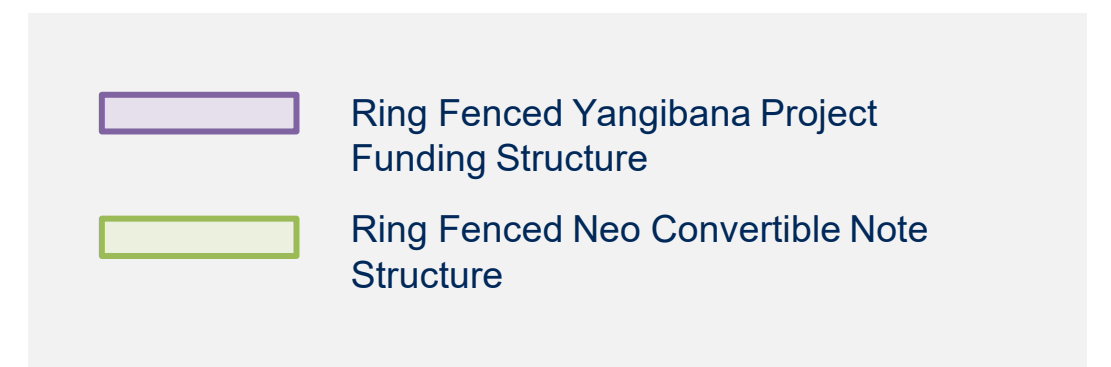 Ring Fenced Yangibana Project
Funding Structure
Ring Fenced Neo Convertible Note
Structure